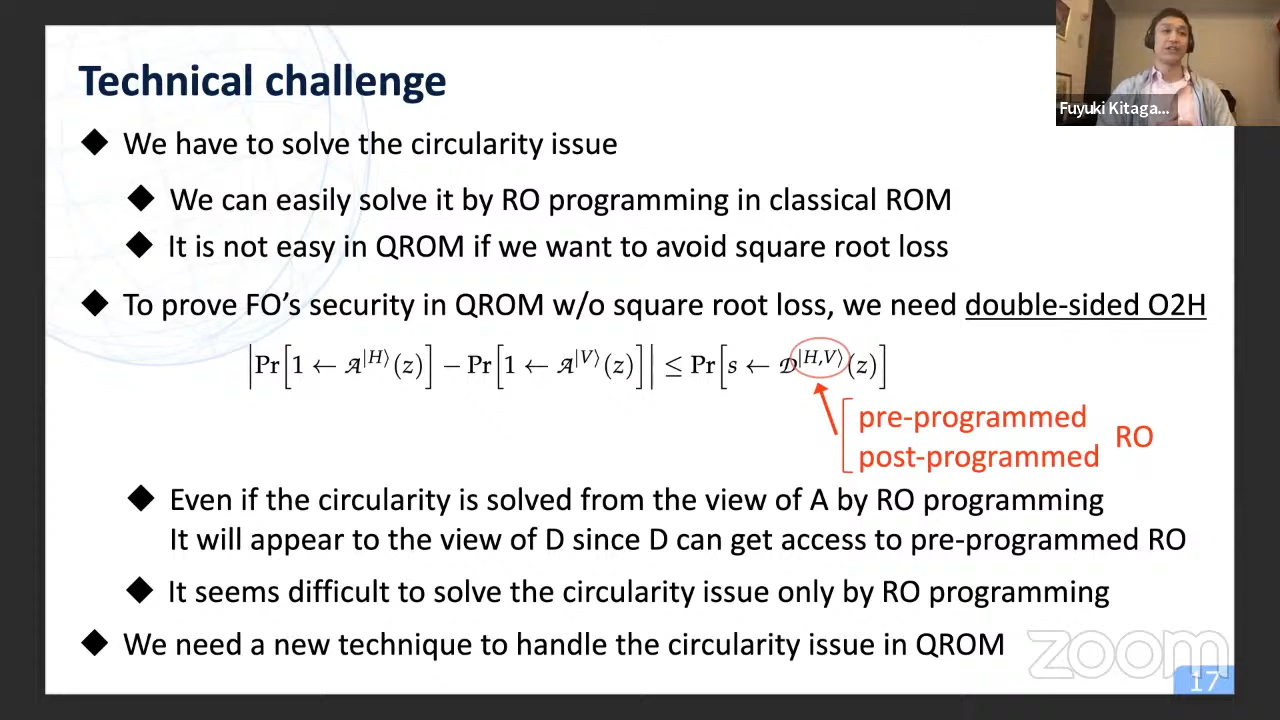 Technical challenge
Fuyuki Kitaga...
◆ We have to solve the circularity issue
◆ We can easily solve it by RO programming in classical ROM
◆ It is not easy in QROM if we want to avoid square root loss
◆ To prove FO's security in QROM w/o square root loss, we need double-sided O2H
|Pr[1 ← 𝒜^{|H⟩}(z)] − Pr[1 ← 𝒜^{|V⟩}(z)]| ≤ Pr[s ← 𝒟^{|H,V⟩}(z)]
pre-programmed
post-programmed
RO
◆ Even if the circularity is solved from the view of A by RO programming
It will appear to the view of D since D can get access to pre-programmed RO
◆ It seems difficult to solve the circularity issue only by RO programming
◆ We need a new technique to handle the circularity issue in QROM
zoom
17